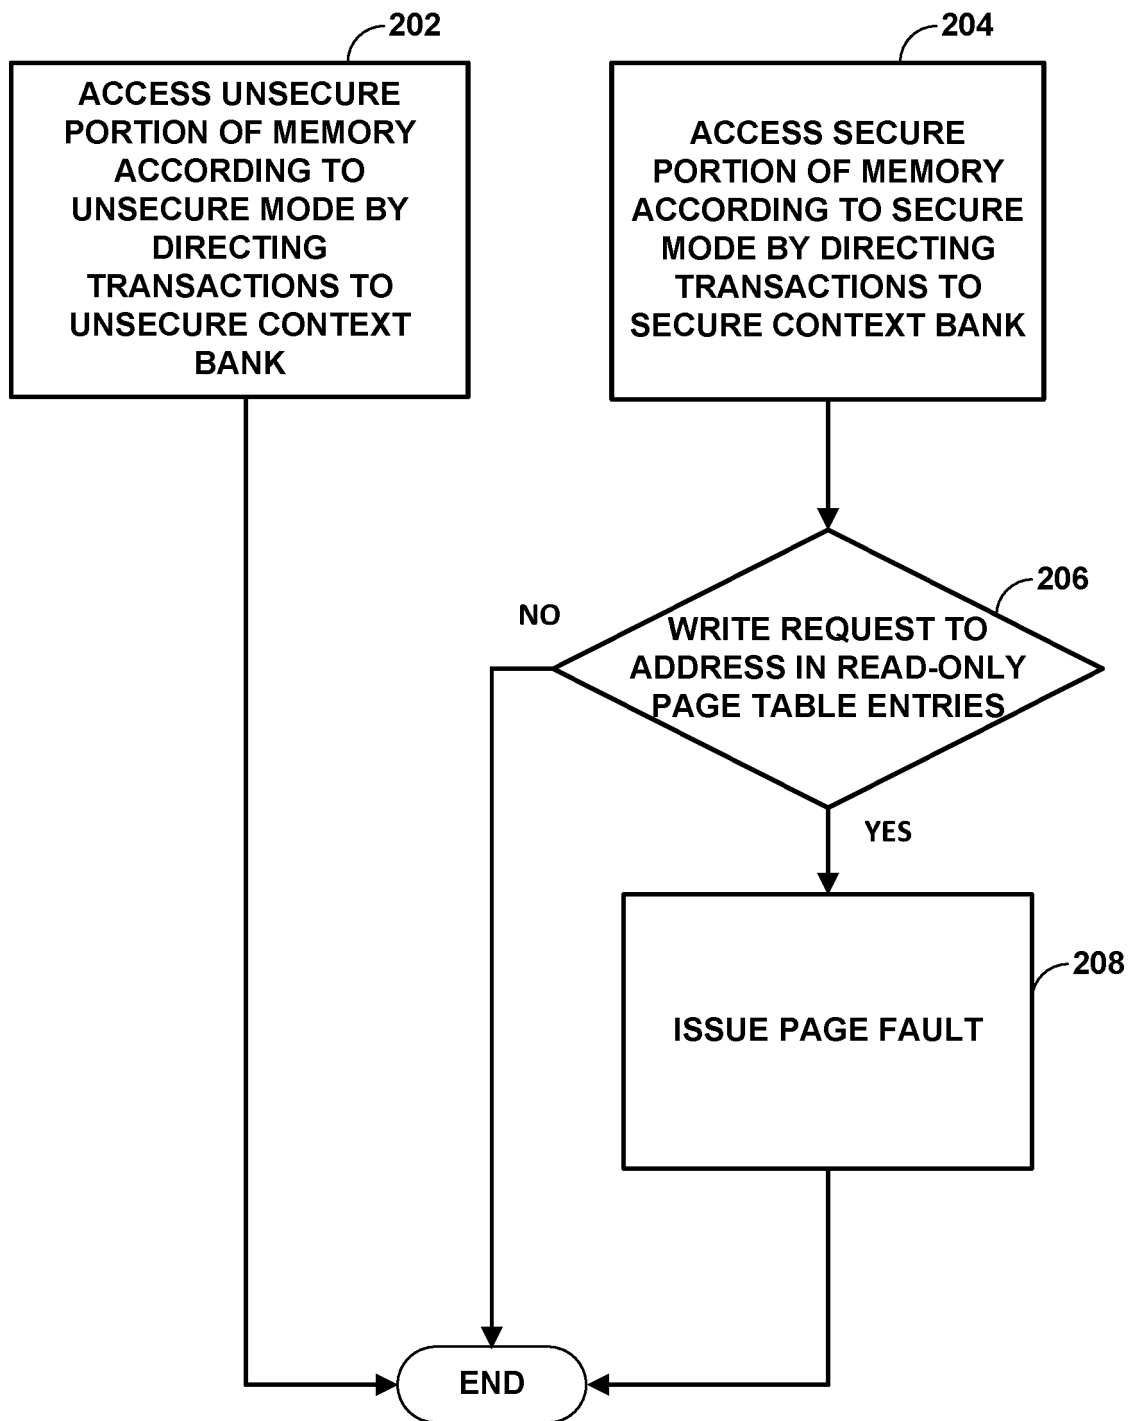 202
ACCESS UNSECURE
PORTION OF MEMORY
ACCORDING TO
UNSECURE MODE BY
DIRECTING
TRANSACTIONS TO
UNSECURE CONTEXT
BANK
204
ACCESS SECURE
PORTION OF MEMORY
ACCORDING TO SECURE
MODE BY DIRECTING
TRANSACTIONS TO
SECURE CONTEXT BANK
206
NO
WRITE REQUEST TO
ADDRESS IN READ-ONLY
PAGE TABLE ENTRIES
YES
208
ISSUE PAGE FAULT
END